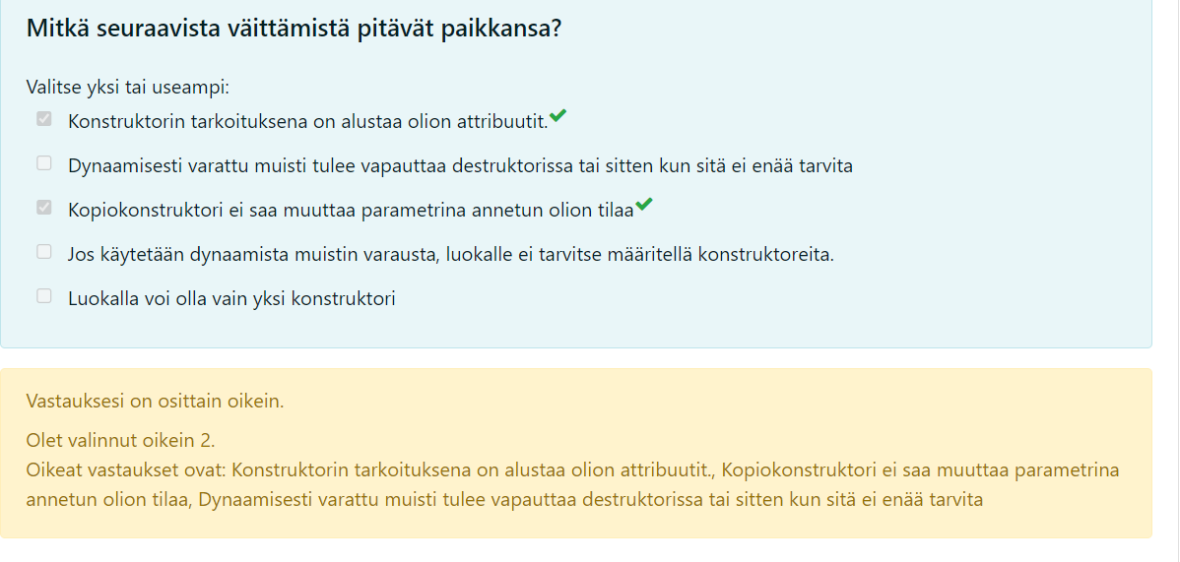 Mitkä seuraavista väittämistä pitävät paikkansa?
Valitse yksi tai useampi:
Konstruktorin tarkoituksena on alustaa olion attribuutit.
Dynaamisesti varattu muisti tulee vapauttaa destruktorissa tai sitten kun sitä ei enää tarvita
Kopiokonstruktori ei saa muuttaa parametrina annetun olion tilaa
Jos käytetään dynaamista muistin varausta, luokalle ei tarvitse määritellä konstruktoreita.
Luokalla voi olla vain yksi konstruktori
Vastauksesi on osittain oikein.
Olet valinnut oikein 2.
Oikeat vastaukset ovat: Konstruktorin tarkoituksena on alustaa olion attribuutit., Kopiokonstruktori ei saa muuttaa parametrina
annetun olion tilaa, Dynaamisesti varattu muisti tulee vapauttaa destruktorissa tai sitten kun sitä ei enää tarvita